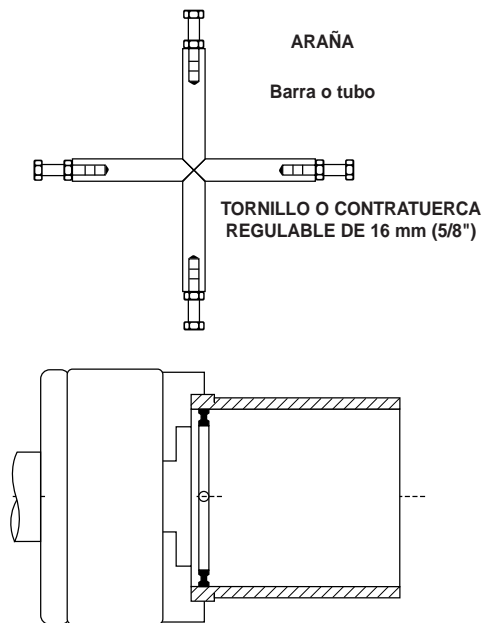 ARAÑA
Barra o tubo
TORNILLO O CONTRATUERCA
REGULABLE DE 16 mm (5/8")